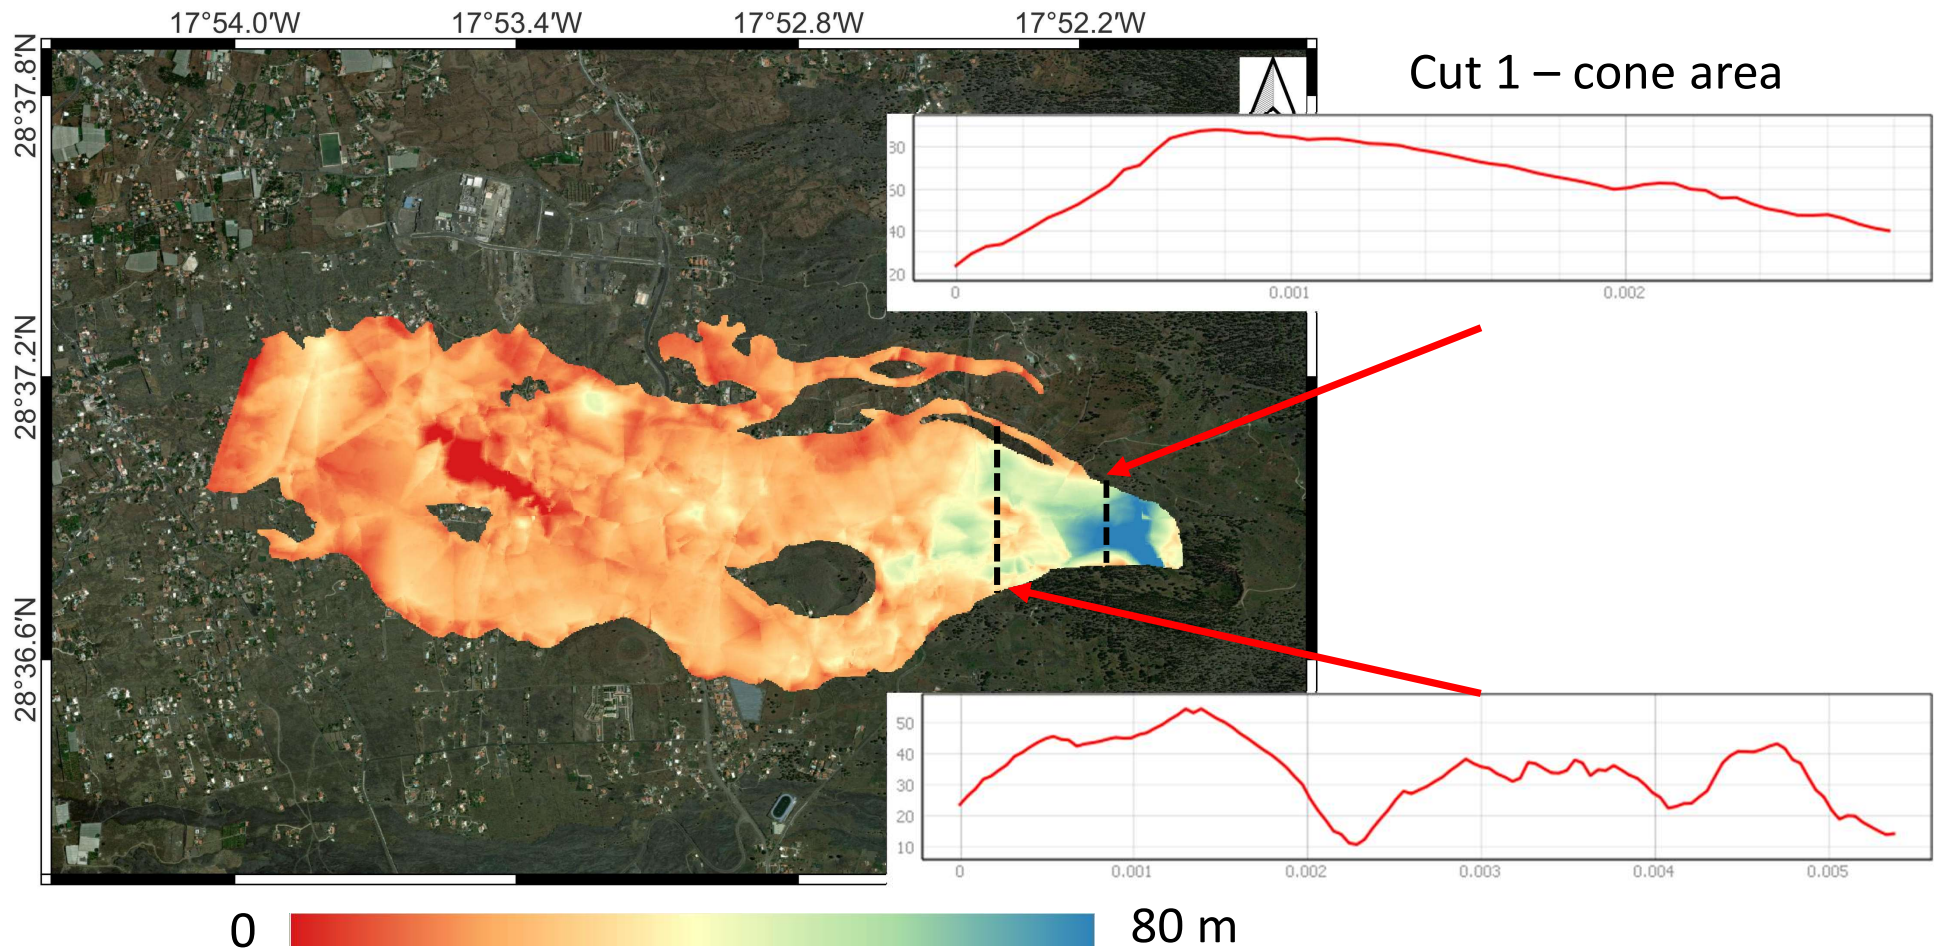 17°54.0'W 17°53.4'W 17°52.8'W 17°52.2'W
28°37.8'N
28°37.2'N
28°36.6'N
Cut 1 – cone area
80
60
40
20
0 0.001 0.002
50
40
30
20
10
0 0.001 0.002 0.003 0.004 0.005
0 80 m